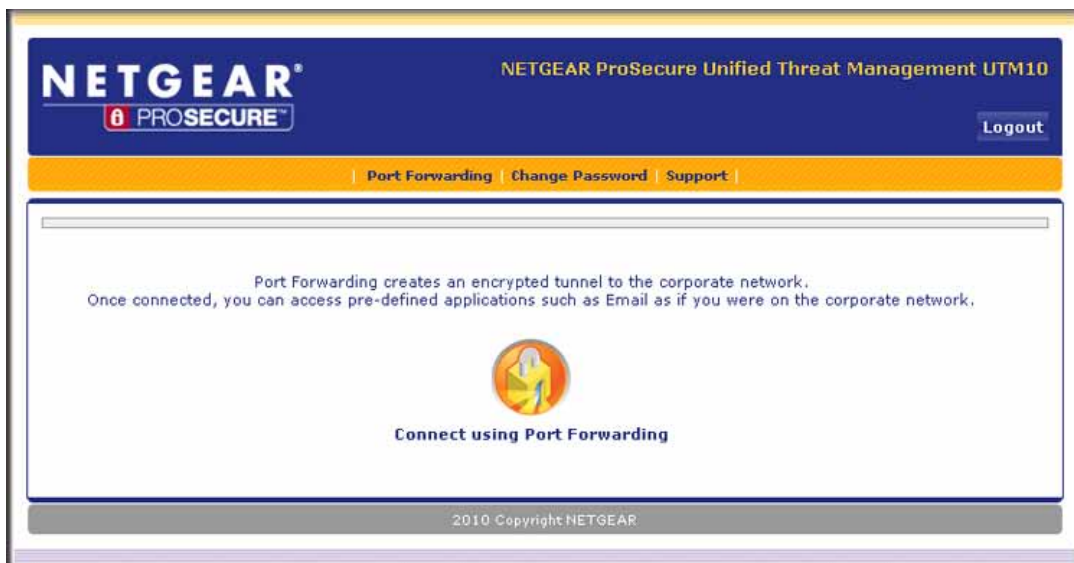 NETGEAR®
PROSECURE™
NETGEAR ProSecure Unified Threat Management UTM10
Logout
| Port Forwarding | Change Password | Support |
Port Forwarding creates an encrypted tunnel to the corporate network.
Once connected, you can access pre-defined applications such as Email as if you were on the corporate network.
Connect using Port Forwarding
2010 Copyright NETGEAR